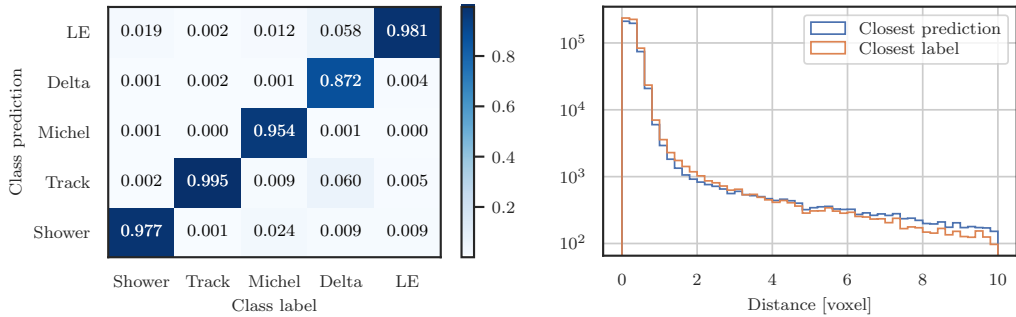 LE 0.019 0.002 0.012 0.058 0.981
Delta 0.001 0.002 0.001 0.872 0.004
Michel 0.001 0.000 0.954 0.001 0.000
Track 0.002 0.995 0.009 0.060 0.005
Shower 0.977 0.001 0.024 0.009 0.009
Shower Track Michel Delta LE
Class label
Class prediction
0.8
0.6
0.4
0.2
Closest prediction
Closest label
10^5
10^4
10^3
10^2
0 2 4 6 8 10
Distance [voxel]